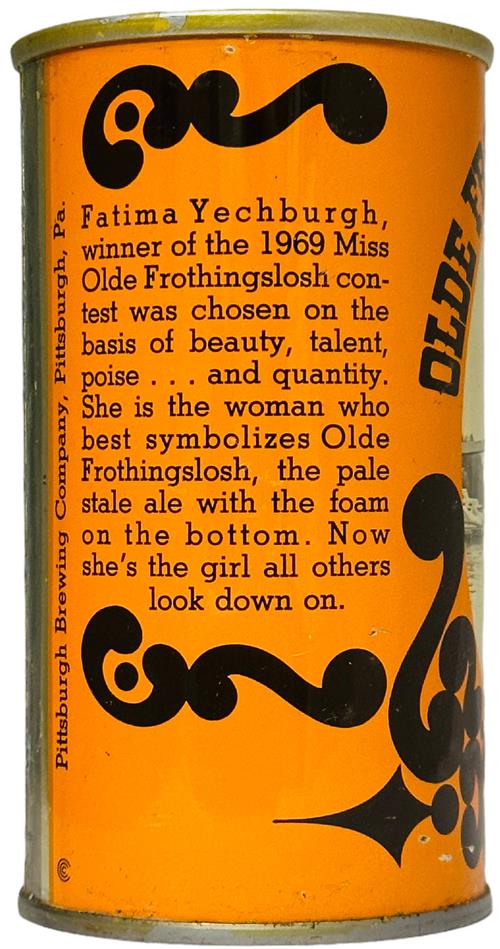 Fatima Yechburgh,
winner of the 1969 Miss
Olde Frothingslosh con-
test was chosen on the
basis of beauty, talent,
poise . . . and quantity.
She is the woman who
best symbolizes Olde
Frothingslosh, the pale
stale ale with the foam
on the bottom. Now
she's the girl all others
look down on.
Pittsburgh Brewing Company, Pittsburgh, Pa.
OLDE